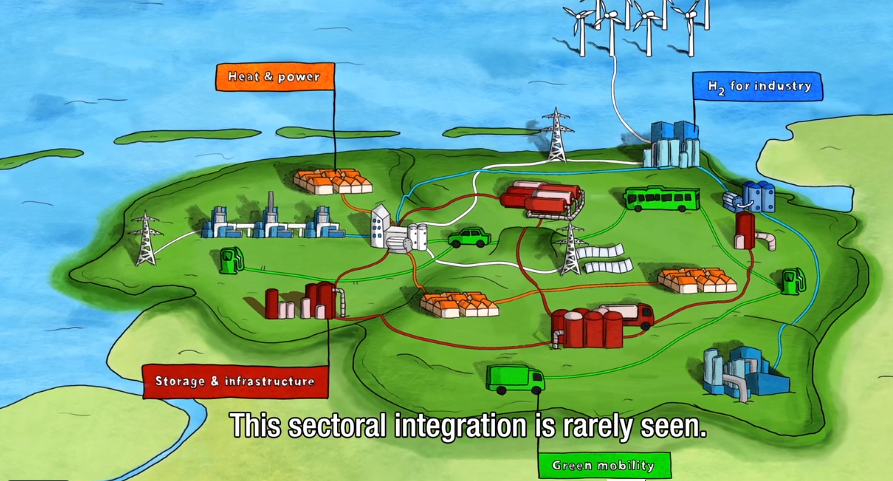 Heat & power
H2 for industry
Storage & infrastructure
This sectoral integration is rarely seen.
Green mobility